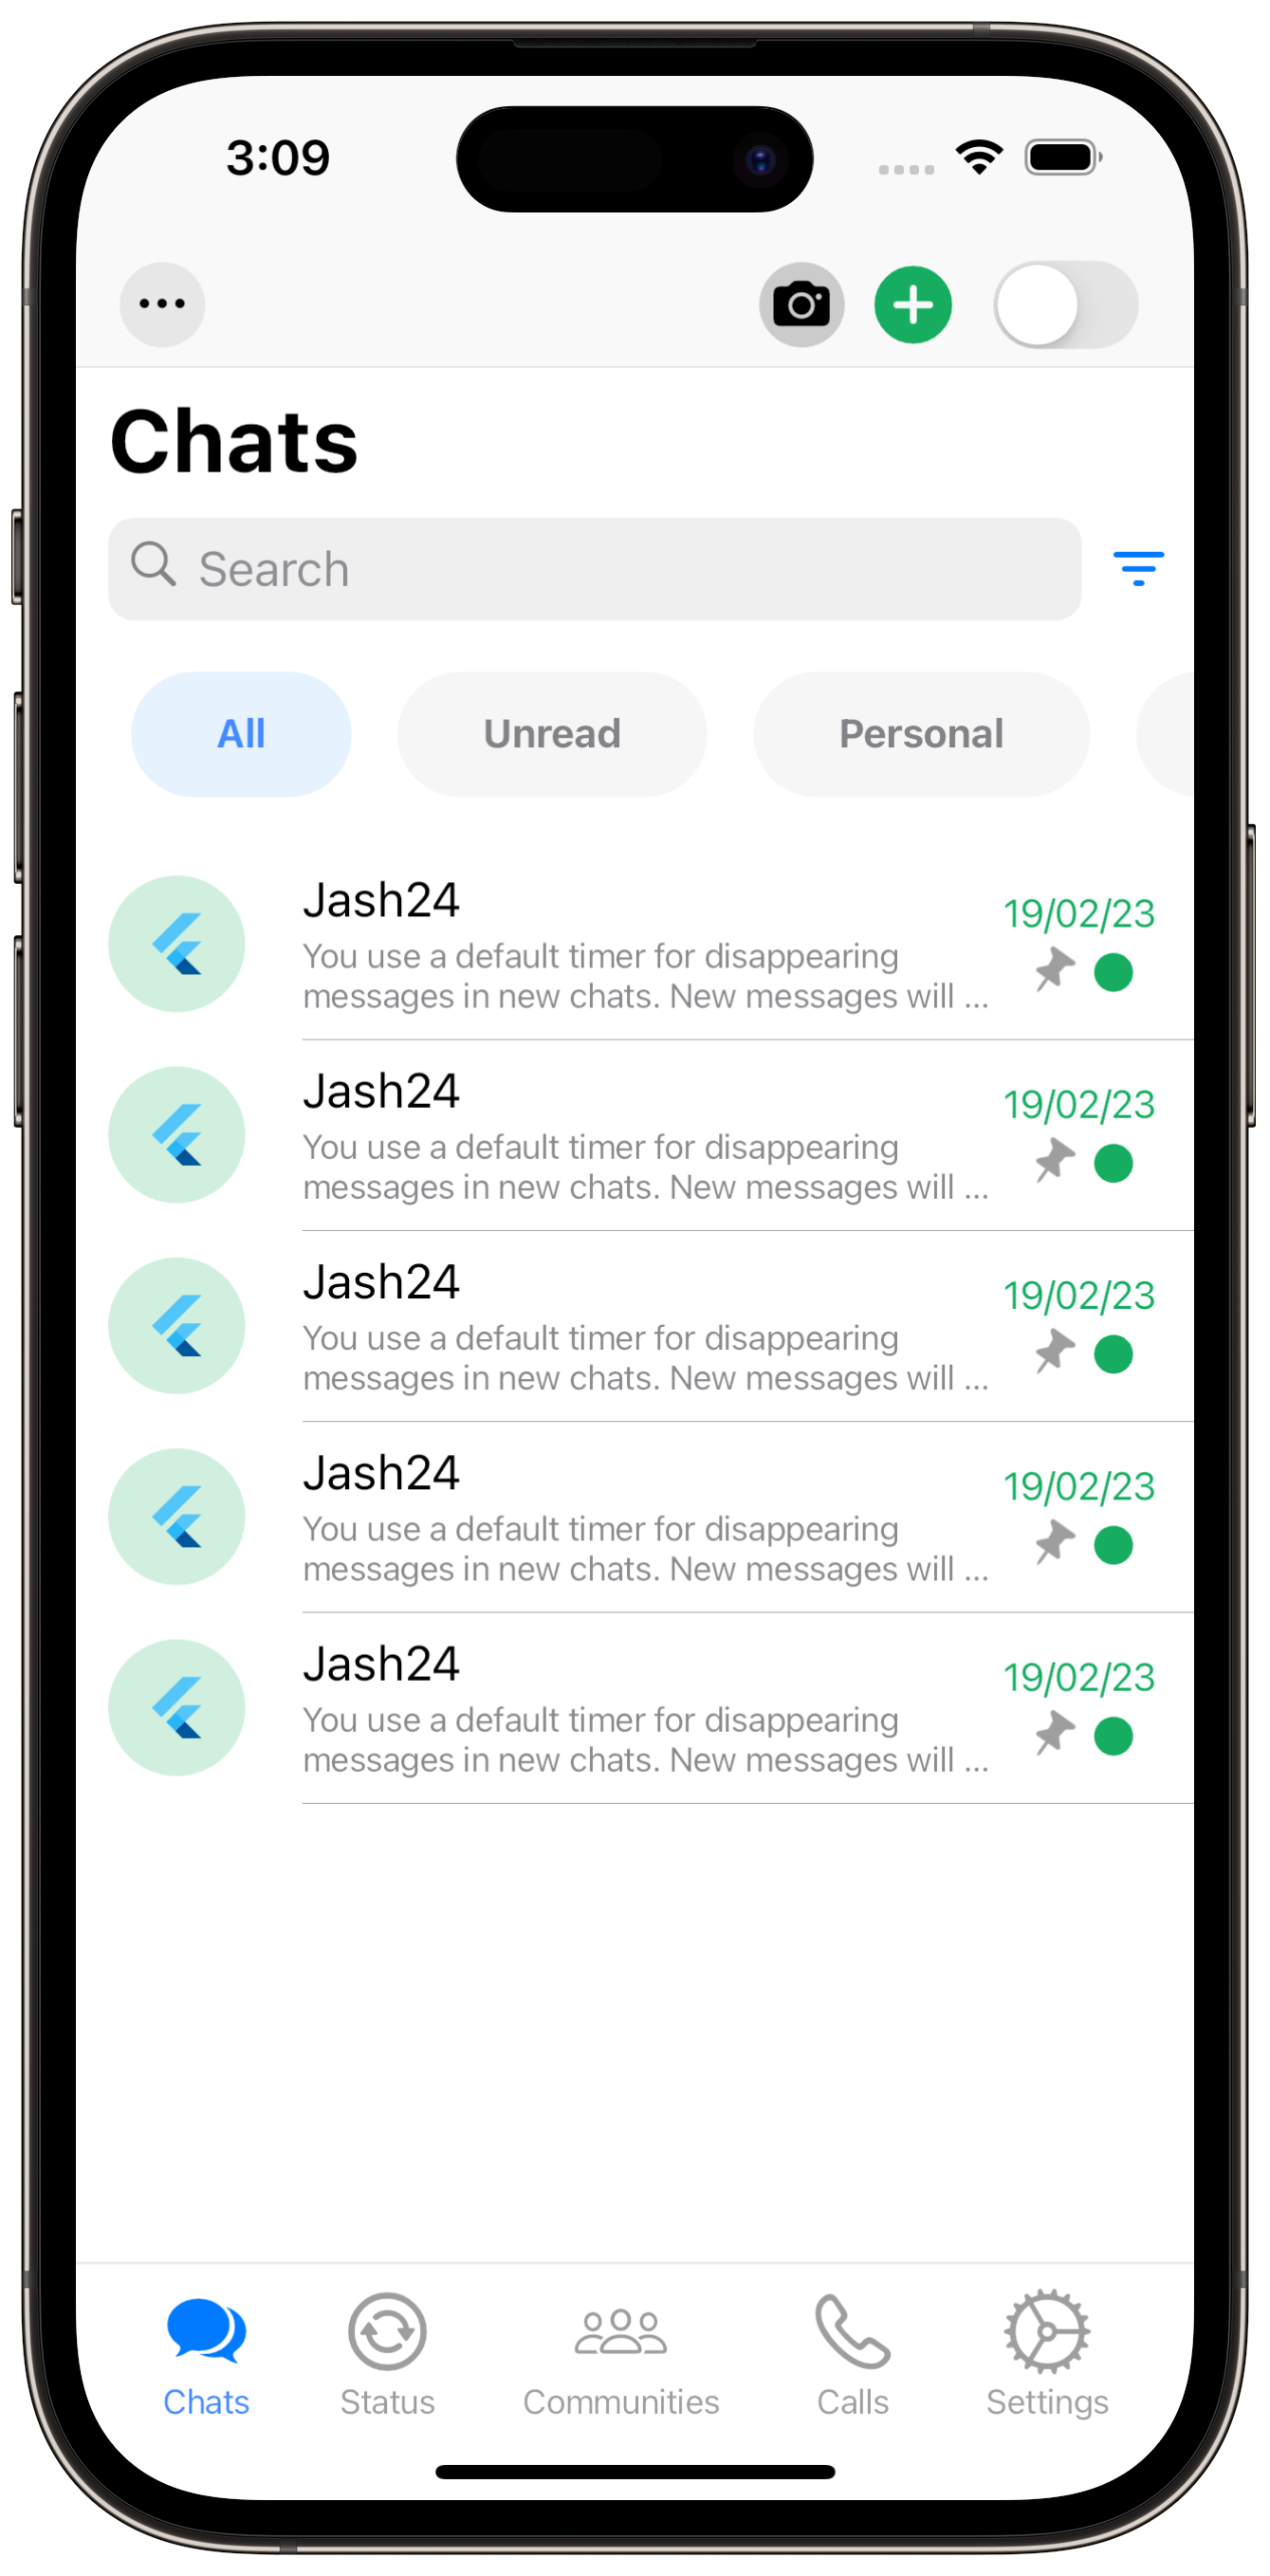 3:09
Chats
Search
All
Unread
Personal
Jash24
19/02/23
You use a default timer for disappearing
messages in new chats. New messages will ...
Jash24
19/02/23
You use a default timer for disappearing
messages in new chats. New messages will ...
Jash24
19/02/23
You use a default timer for disappearing
messages in new chats. New messages will ...
Jash24
19/02/23
You use a default timer for disappearing
messages in new chats. New messages will ...
Jash24
19/02/23
You use a default timer for disappearing
messages in new chats. New messages will ...
Chats
Status
Communities
Calls
Settings